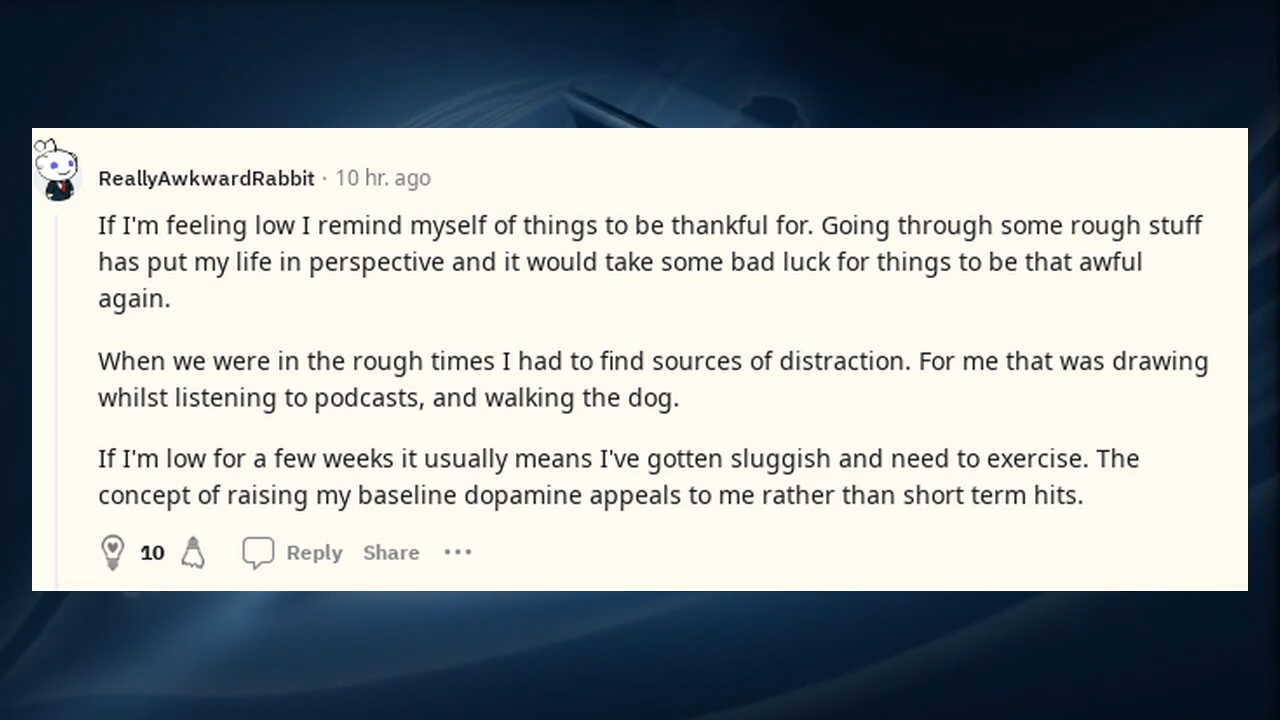 ReallyAwkwardRabbit · 10 hr. ago
If I'm feeling low I remind myself of things to be thankful for. Going through some rough stuff
has put my life in perspective and it would take some bad luck for things to be that awful
again.
When we were in the rough times I had to find sources of distraction. For me that was drawing
whilst listening to podcasts, and walking the dog.
If I'm low for a few weeks it usually means I've gotten sluggish and need to exercise. The
concept of raising my baseline dopamine appeals to me rather than short term hits.
10 Reply Share ···